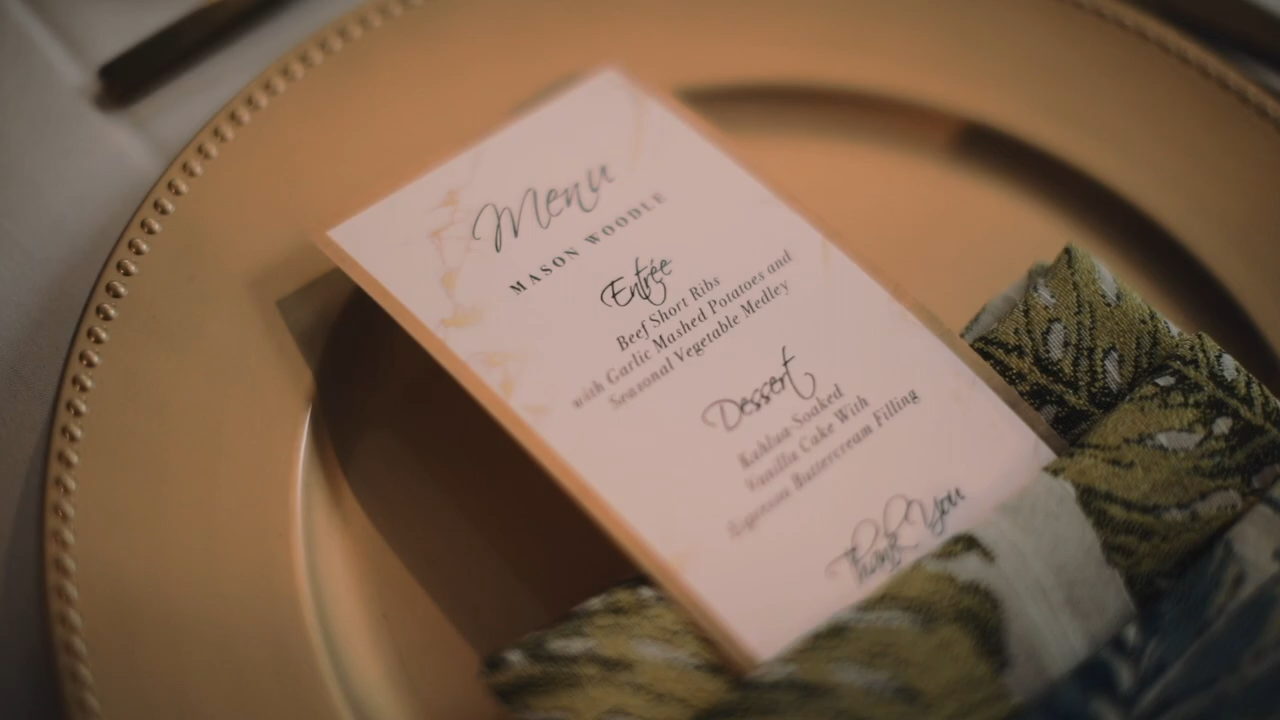 Menu
MASON WOODLE
Entrée
Beef Short Ribs
with Garlic Mashed Potatoes and
Seasonal Vegetable Medley
Dessert
Kahlua Soaked
Vanilla Cake With
Espresso Buttercream Filling
Thank You